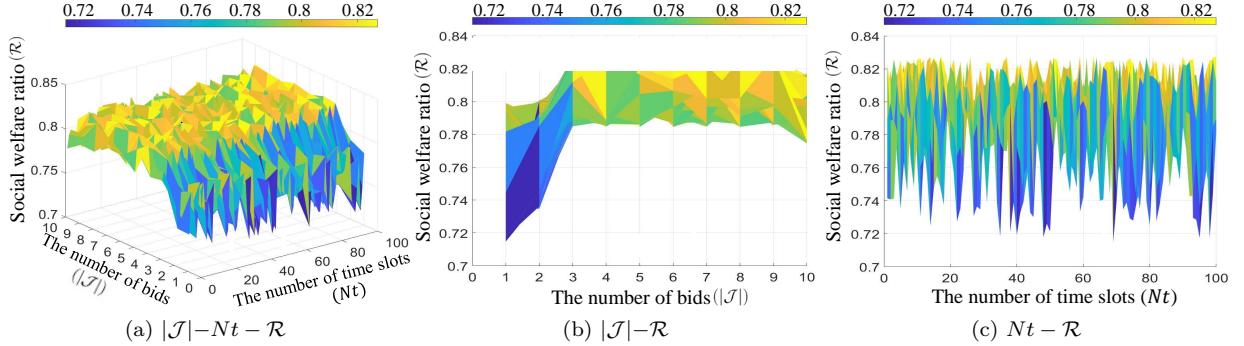 0.72 0.74 0.76 0.78 0.8 0.82
Social welfare ratio (ℛ)
0.85
0.8
0.75
0.7
10 9 8 7 6 5 4 3 2 1 0
The number of bids
(|𝒥|)
0 20 40 60 80 100
The number of time slots
(Nt)
(a) |𝒥|−Nt − ℛ
0.72 0.74 0.76 0.78 0.8 0.82
Social welfare ratio (ℛ)
0.84
0.82
0.8
0.78
0.76
0.74
0.72
0.7
0 1 2 3 4 5 6 7 8 9 10
The number of bids (|𝒥|)
(b) |𝒥|−ℛ
0.72 0.74 0.76 0.78 0.8 0.82
Social welfare ratio (ℛ)
0.84
0.82
0.8
0.78
0.76
0.74
0.72
0.7
0 20 40 60 80 100
The number of time slots (Nt)
(c) Nt − ℛ